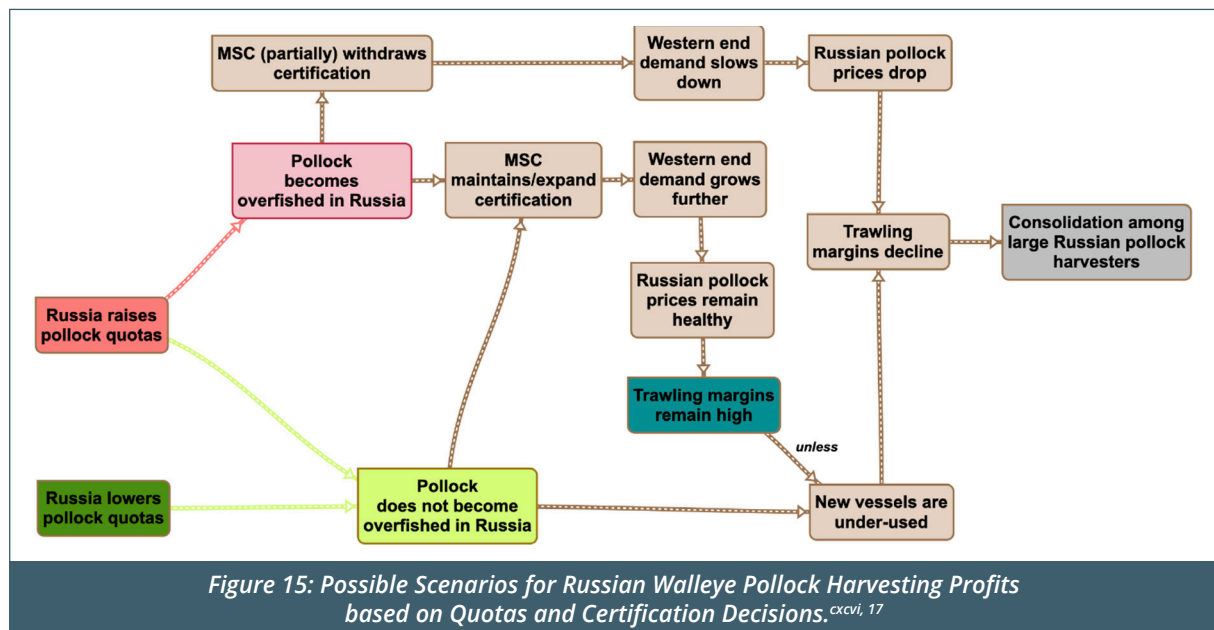 MSC (partially) withdraws
certification
Western end
demand slows
down
Russian pollock
prices drop
Pollock
becomes
overfished in Russia
MSC
maintains/expand
certification
Western end
demand grows
further
Trawling
margins decline
Consolidation among
large Russian pollock
harvesters
Russia raises
pollock quotas
Russian pollock
prices remain
healthy
Trawling margins
remain high
unless
Russia lowers
pollock quotas
Pollock
does not become
overfished in Russia
New vessels are
under-used
Figure 15: Possible Scenarios for Russian Walleye Pollock Harvesting Profits
based on Quotas and Certification Decisions.cxcvi, 17